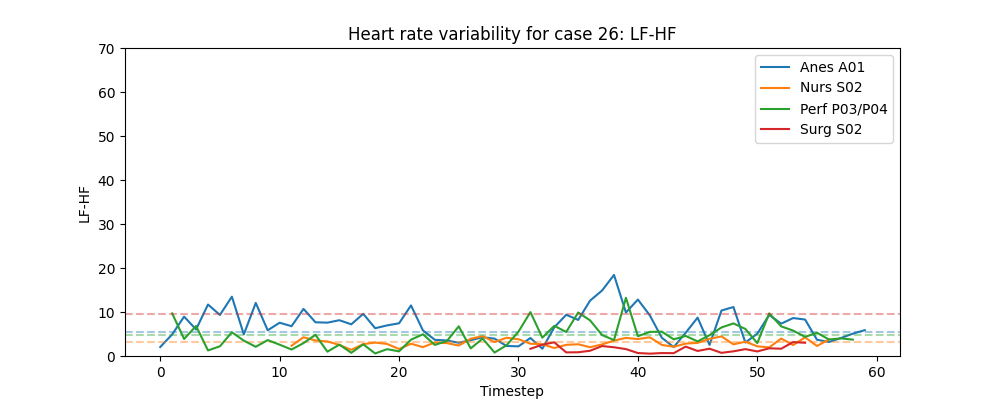 Heart rate variability for case 26: LF-HF
70
60
50
40
30
20
10
0
LF-HF
Anes A01
Nurs S02
Perf P03/P04
Surg S02
0 10 20 30 40 50 60
Timestep